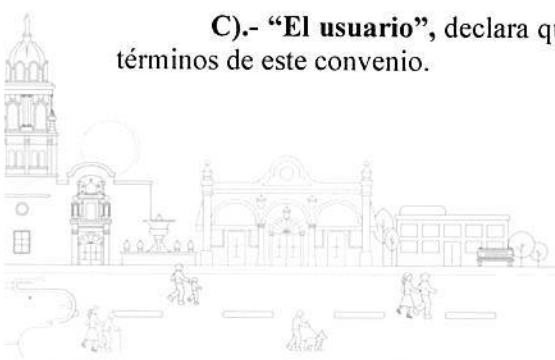 C).- “El usuario”, declara
términos de este convenio.